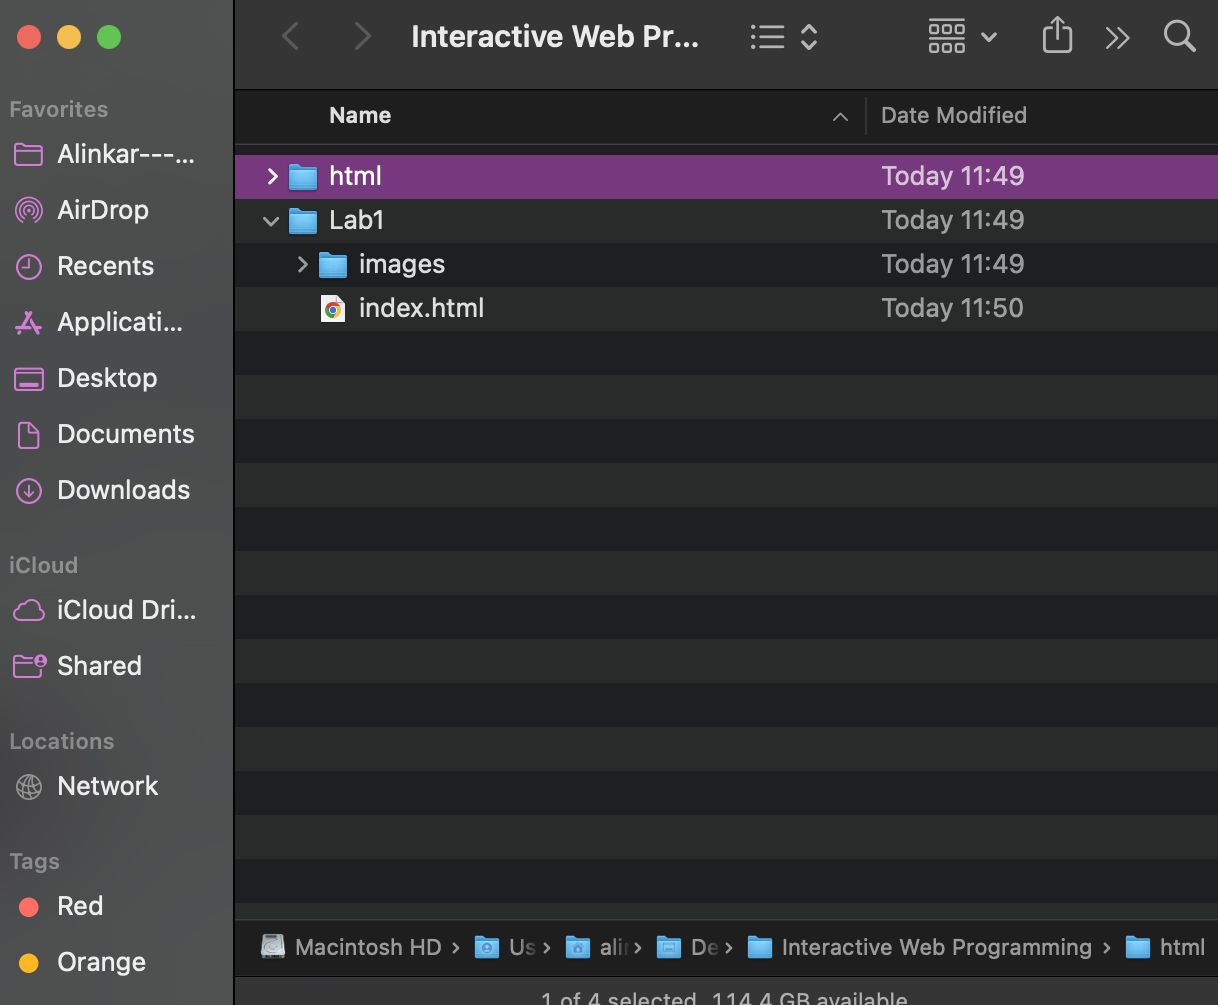 Interactive Web Pr...
Favorites
Alinkar---...
AirDrop
Recents
Applicati...
Desktop
Documents
Downloads
iCloud
iCloud Dri...
Shared
Locations
Network
Tags
Red
Orange
Name
Date Modified
html
Today 11:49
Lab1
Today 11:49
images
Today 11:49
index.html
Today 11:50
Macintosh HD › Us › ali › De › Interactive Web Programming › html
1 of 4 selected, 114.4 GB available